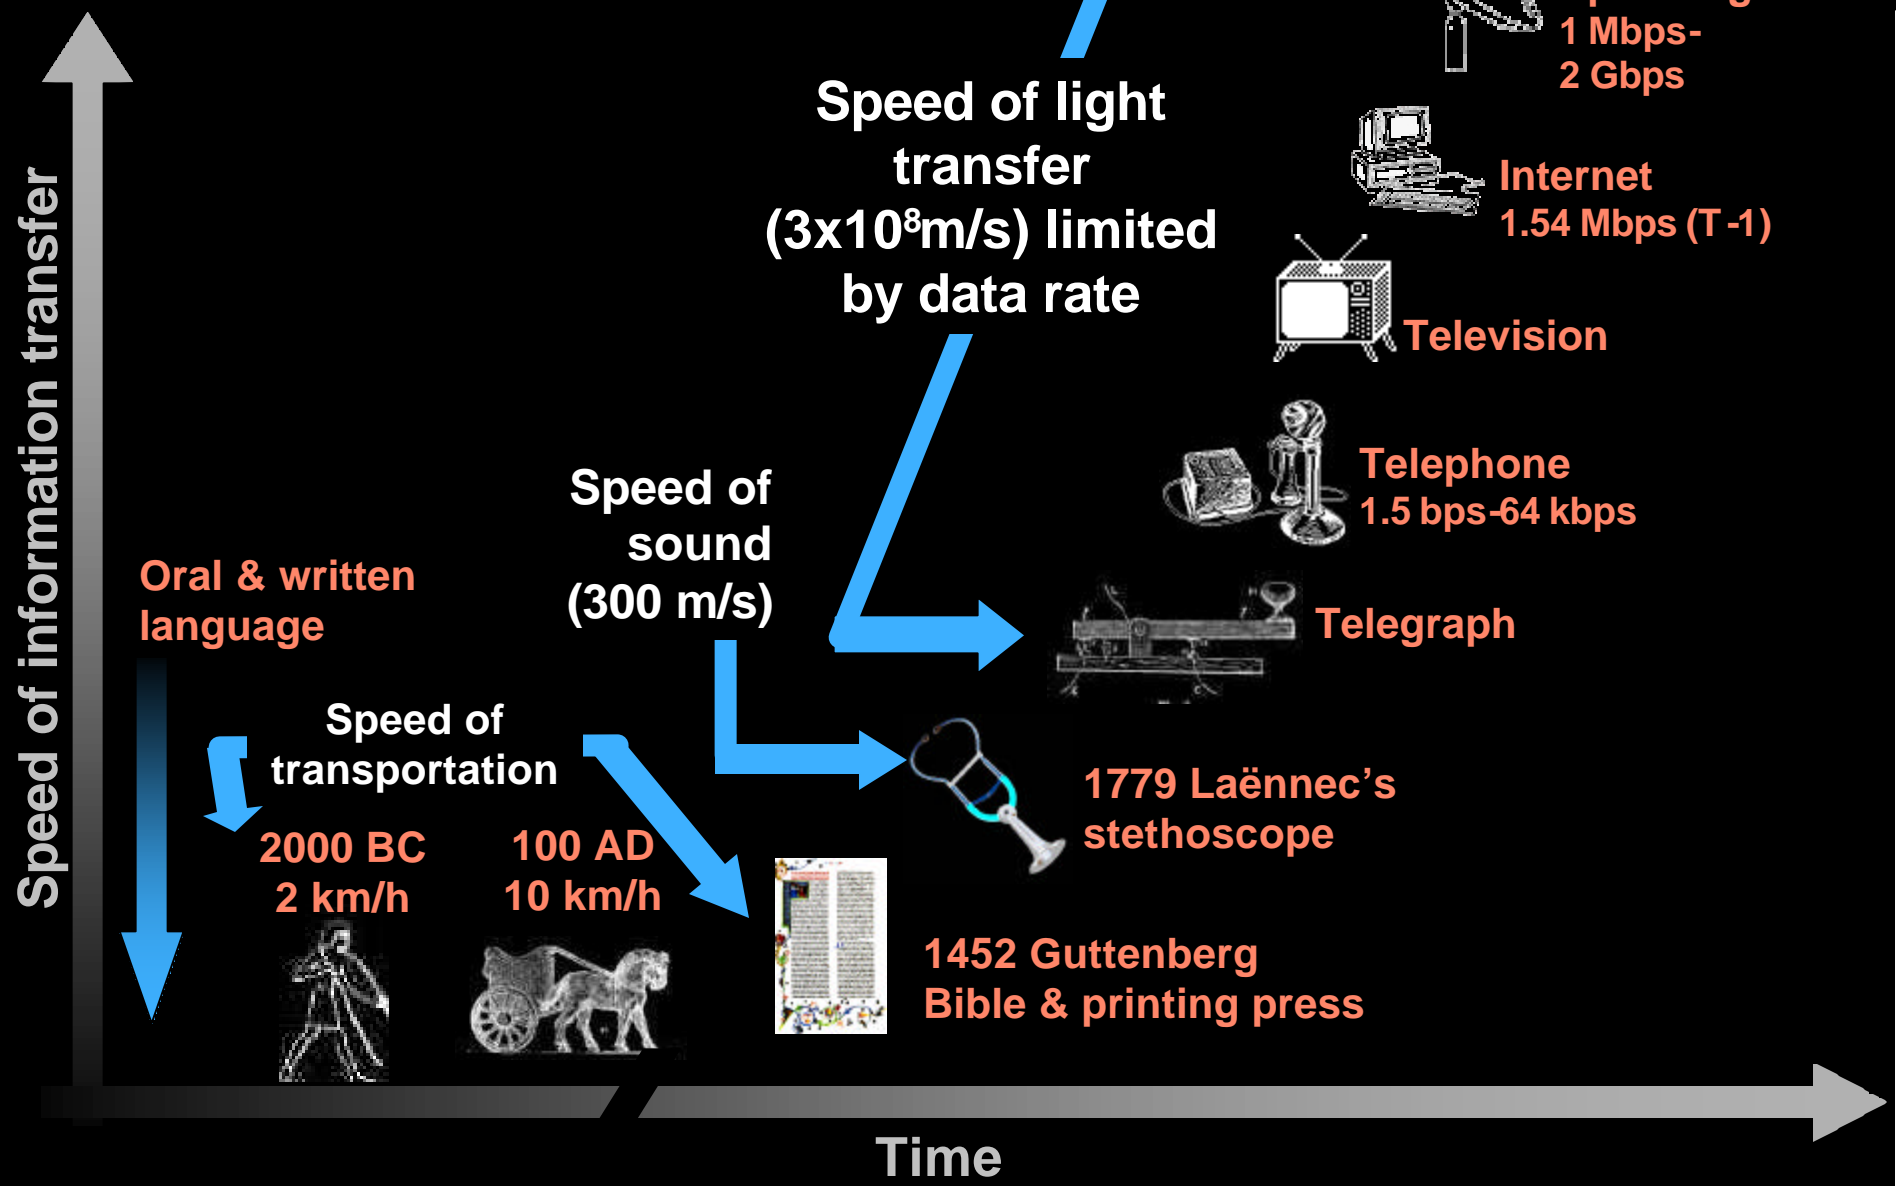 1 Mbps-
2 Gbps
Speed of light
transfer
(3x10⁸m/s) limited
by data rate
Internet
1.54 Mbps (T-1)
Television
Telephone
1.5 bps-64 kbps
Speed of
sound
(300 m/s)
Oral & written
language
Telegraph
Speed of
transportation
1779 Laënnec’s
stethoscope
2000 BC
2 km/h
100 AD
10 km/h
1452 Guttenberg
Bible & printing press
Speed of information transfer
Time